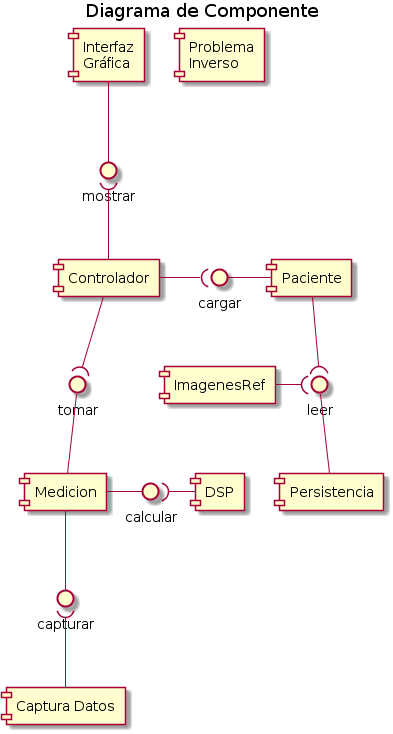 Diagrama de Componente
Interfaz
Gráfica
Problema
Inverso
mostrar
Controlador
cargar
Paciente
tomar
ImagenesRef
leer
Medicion
calcular
DSP
Persistencia
capturar
Captura Datos